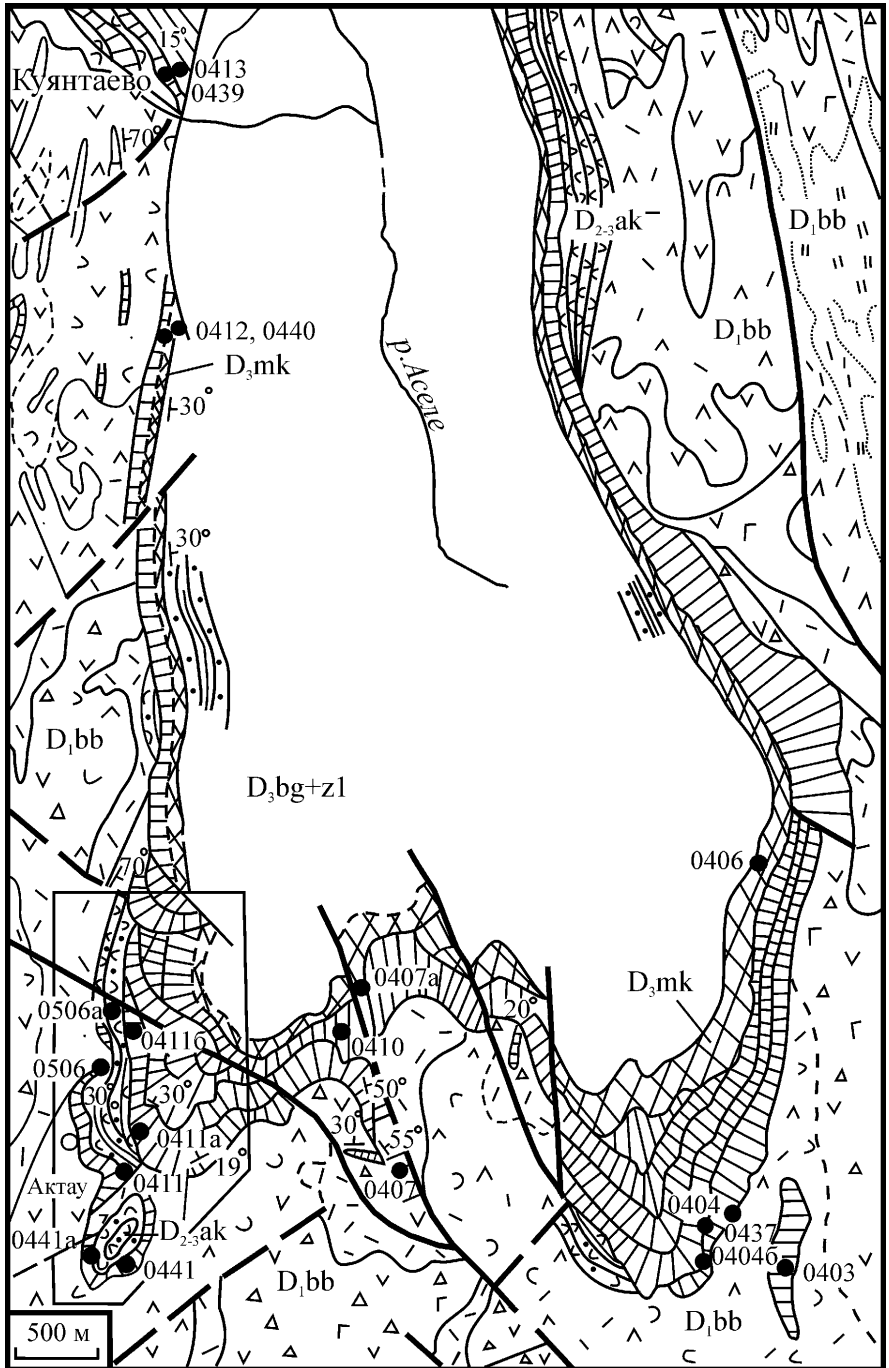 15°
Куянтаево
0413
0439
70°
D₂₋₃ak
D₁bb
0412, 0440
D₁bb
D₃mk
р.Аселе
30°
30°
D₁bb
D₃bg+z1
70°
0406
0407а
D₃mk
0506а
20°
0411б
0410
0506
30°
30°
50°
30°
0411а
55°
19°
Актау
0411
0407
0404
D₂₋₃ak
0437
0441а
0404б
0441
D₁bb
0403
D₁bb
500 м